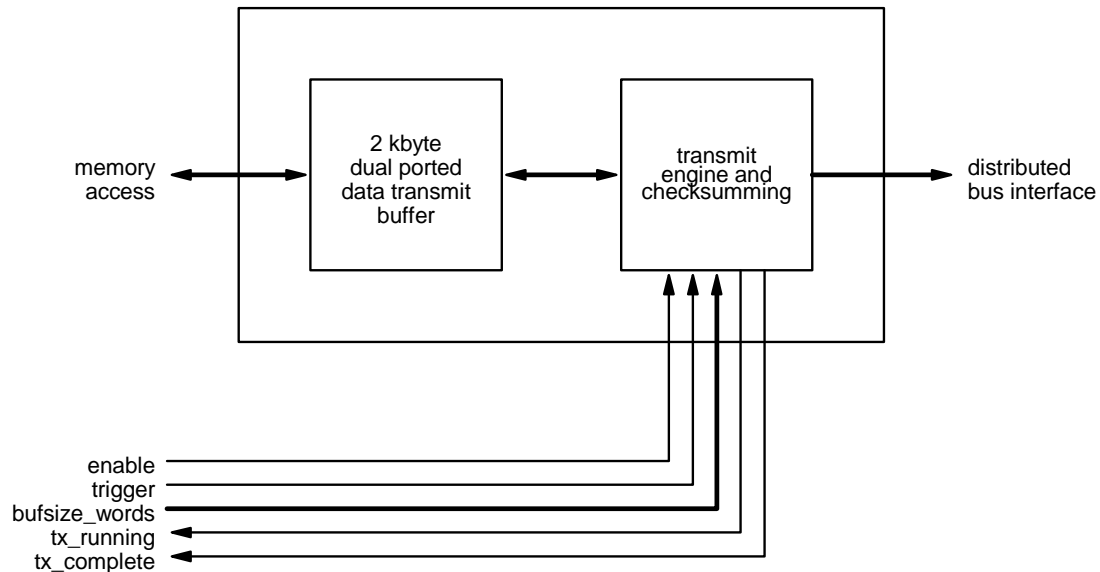 memory
access
2 kbyte
dual ported
data transmit
buffer
transmit
engine and
checksumming
distributed
bus interface
enable
trigger
bufsize_words
tx_running
tx_complete